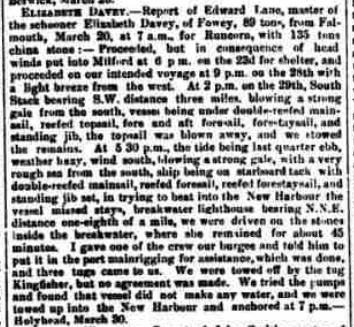 ELIZABETH DAVEY.—Report of Edward Lane, master of
the schooner Elizabeth Davey, of Fowey, 89 tons, from Fal-
mouth, March 20, at 7 a.m., for Runcorn, with 135 tons
china stone:—Proceeded, but in consequence of head
winds put into Milford at 6 p.m. on the 23d for shelter, and
proceeded on our intended voyage at 9 p.m. on the 28th with
a light breeze from the west. At 2 p.m. on the 29th, South
Stack bearing S.W. distance three miles, blowing a strong
gale from the south, vessel being under double-reefed main-
sail, reefed topsail, fore and aft foresail, forestaysail, and
standing jib, the topsail was blown away, and we stowed
the remains. At 5 30 p.m., the tide being last quarter ebb,
weather hazy, wind south, blowing a strong gale, with a very
rough sea from the south, ship being on starboard tack with
double-reefed mainsail, reefed foresail, reefed forestaysail, and
standing jib set, in trying to beat into the New Harbour the
vessel missed stays, breakwater lighthouse bearing N.N.E.
distance one-eighth of a mile, we were driven on the stones
inside the breakwater, where she remained for about 45
minutes. I gave one of the crew our burgee and told him to
put it in the port mainrigging for assistance, which was done,
and three tugs came to us. We were towed off by the tug
Kingfisher, but no agreement was made. We tried the pumps
and found that vessel did not make any water, and we were
towed up into the New Harbour and anchored at 7 p.m.—
Holyhead, March 30.